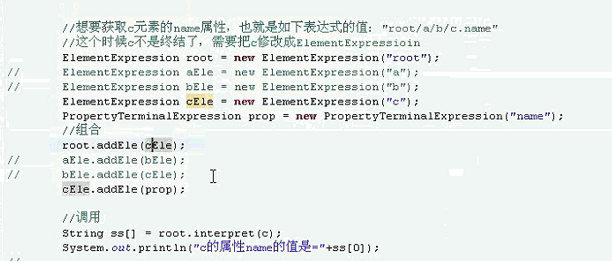 //想要获取c元素的name属性，也就是如下表达式的值："root/a/b/c.name"
//这个时候c不是终结了，需要把c修改成ElementExpressioin
ElementExpression root = new ElementExpression("root");
// ElementExpression aEle = new ElementExpression("a");
// ElementExpression bEle = new ElementExpression("b");
ElementExpression cEle = new ElementExpression("c");
PropertyTerminalExpression prop = new PropertyTerminalExpression("name");
//组合
root.addEle(cEle);
// aEle.addEle(bEle);
// bEle.addEle(cEle);
cEle.addEle(prop);
//调用
String ss[] = root.interpret(c);
System.out.println("c的属性name的值是="+ss[0]);
//